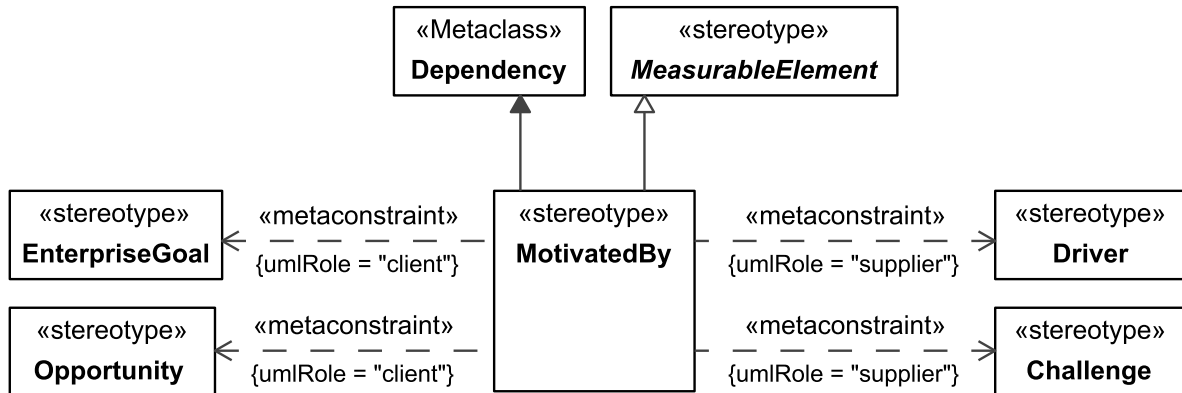 «Metaclass»
Dependency
«stereotype»
MeasurableElement
«stereotype»
EnterpriseGoal
«metaconstraint»
{umlRole = "client"}
«stereotype»
MotivatedBy
«metaconstraint»
{umlRole = "supplier"}
«stereotype»
Driver
«stereotype»
Opportunity
«metaconstraint»
{umlRole = "client"}
«metaconstraint»
{umlRole = "supplier"}
«stereotype»
Challenge